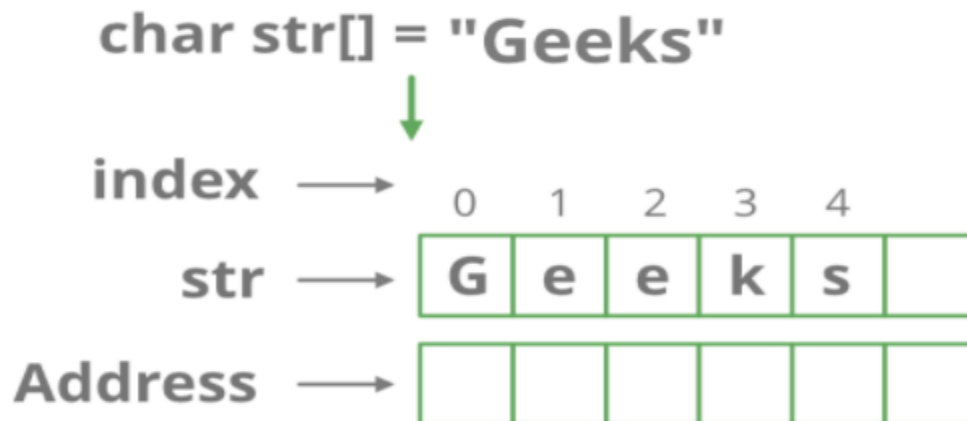 char str[] = "Geeks"
index
0 1 2 3 4
str G e e k s
Address